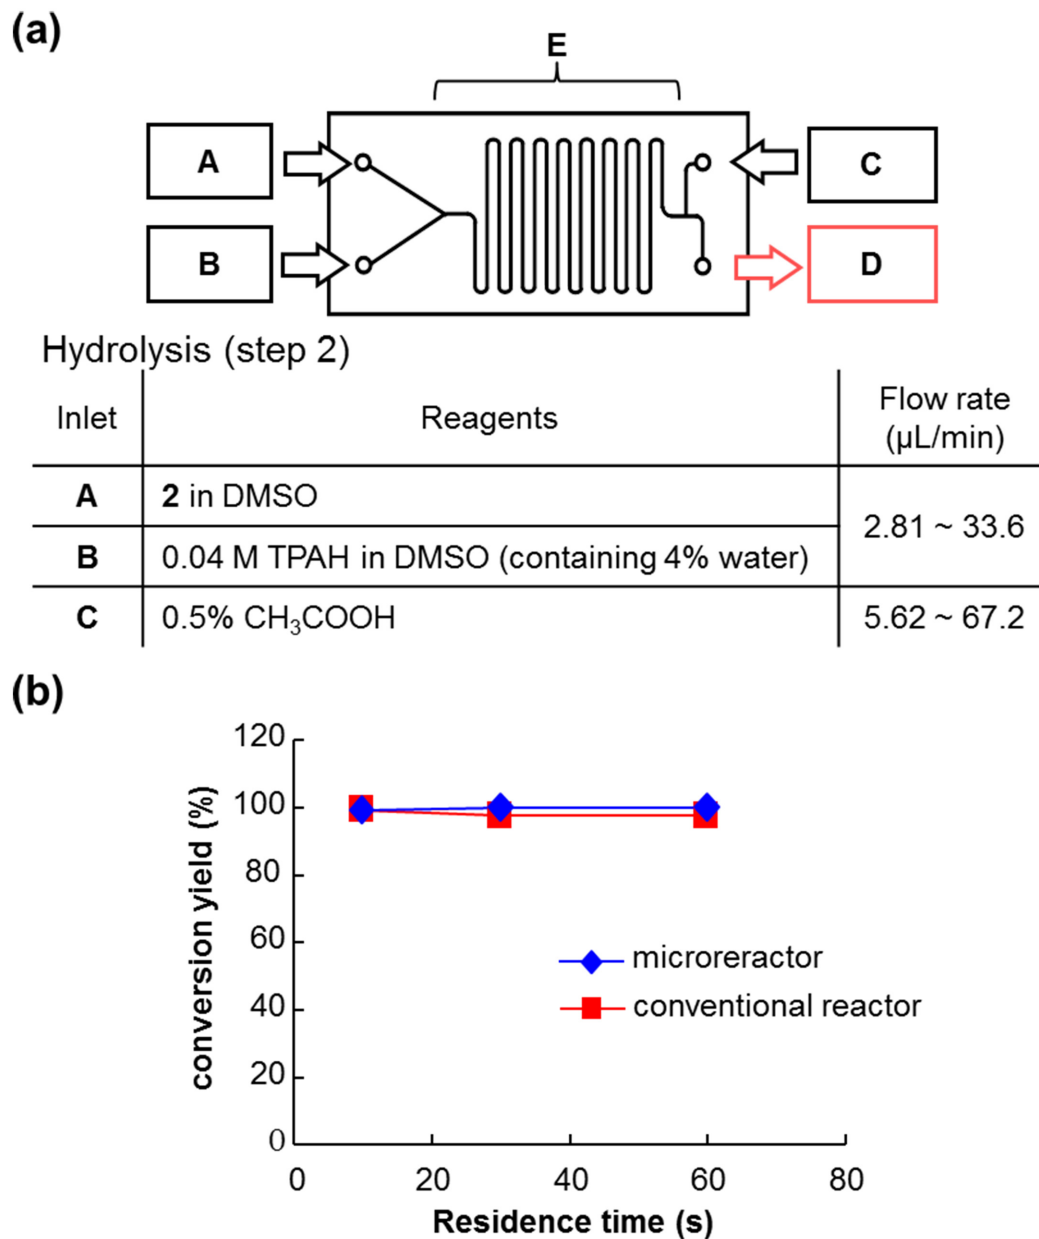 (a)
E
A
C
B
D
Hydrolysis (step 2)
Inlet
Reagents
Flow rate
(µL/min)
A
2 in DMSO
2.81 ~ 33.6
B
0.04 M TPAH in DMSO (containing 4% water)
C
0.5% CH₃COOH
5.62 ~ 67.2
(b)
120
100
80
60
40
20
0
conversion yield (%)
microreractor
conventional reactor
0
20
40
60
80
Residence time (s)